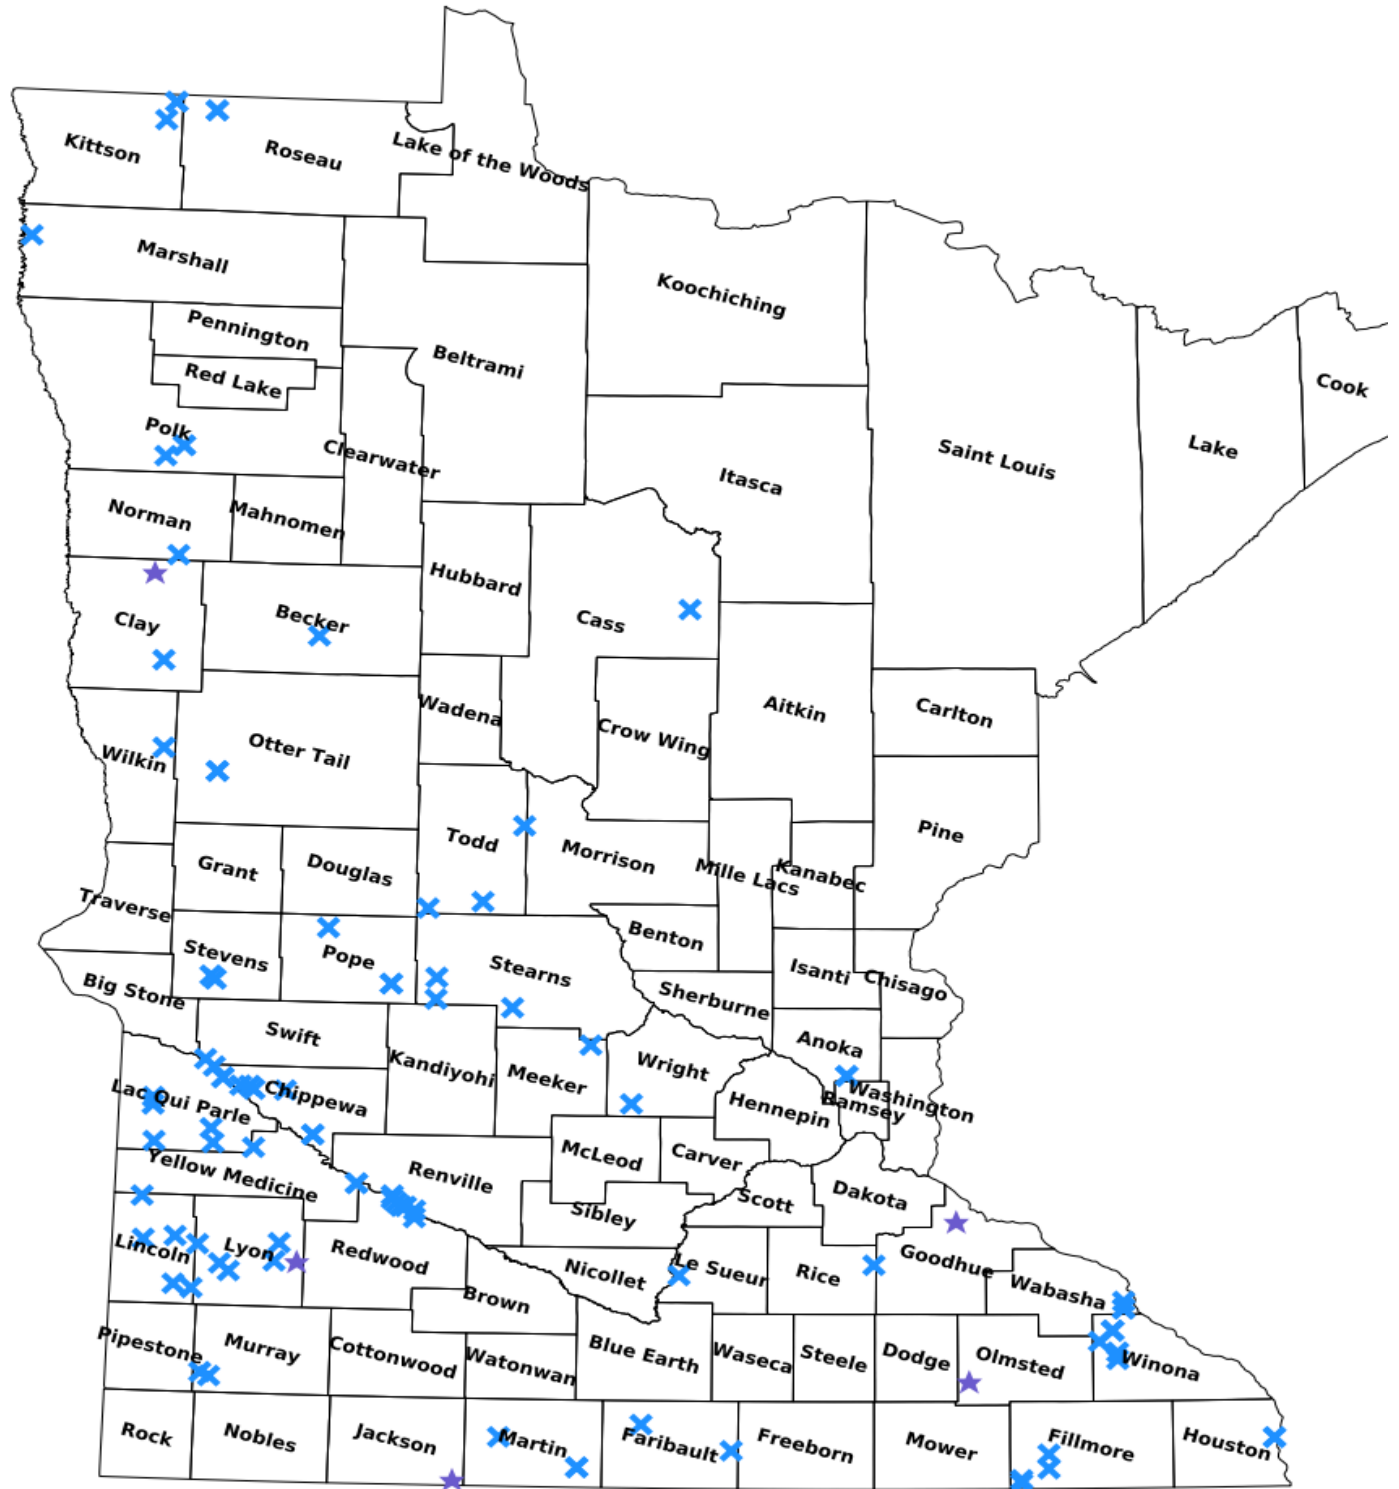 Kittson
Roseau
Lake of the Woods
Marshall
Koochiching
Pennington
Beltrami
Red Lake
Cook
Polk
Clearwater
Saint Louis
Lake
Itasca
Norman
Mahnomen
Hubbard
Clay
Becker
Cass
Wadena
Aitkin
Carlton
Otter Tail
Crow Wing
Wilkin
Todd
Morrison
Pine
Grant
Douglas
Mille Lacs
Kanabec
Traverse
Benton
Stevens
Pope
Stearns
Isanti
Chisago
Big Stone
Sherburne
Swift
Anoka
Kandiyohi
Meeker
Wright
Lac Qui Parle
Chippewa
Hennepin
Ramsey
Washington
Yellow Medicine
Renville
McLeod
Carver
Scott
Dakota
Sibley
Lincoln
Lyon
Redwood
Nicollet
Le Sueur
Rice
Goodhue
Wabasha
Brown
Pipestone
Murray
Cottonwood
Watonwan
Blue Earth
Waseca
Steele
Dodge
Olmsted
Winona
Rock
Nobles
Jackson
Martin
Faribault
Freeborn
Mower
Fillmore
Houston